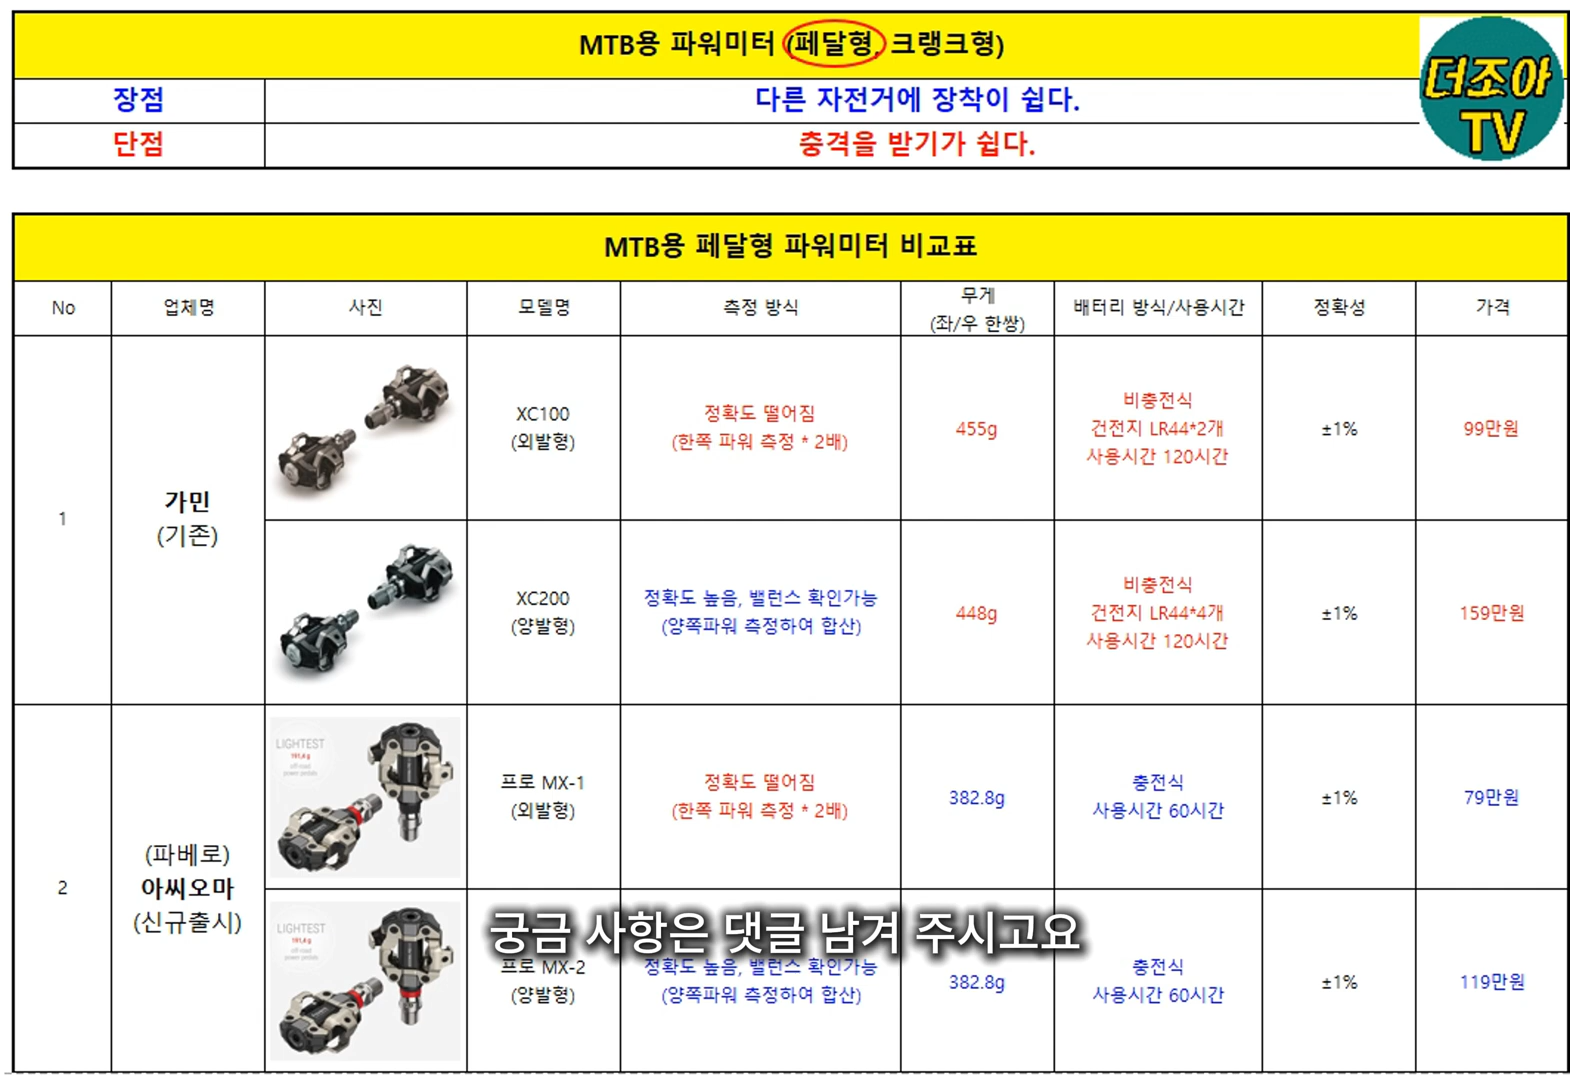 MTB용 파워미터 (페달형, 크랭크형)
더조아
TV
장점
다른 자전거에 장착이 쉽다.
단점
충격을 받기가 쉽다.
MTB용 페달형 파워미터 비교표
No
업체명
사진
모델명
측정 방식
무게
(좌/우 한쌍)
배터리 방식/사용시간
정확성
가격
1
가민
(기존)
XC100
(외발형)
정확도 떨어짐
(한쪽 파워 측정 * 2배)
455g
비충전식
건전지 LR44*2개
사용시간 120시간
±1%
99만원
XC200
(양발형)
정확도 높음, 밸런스 확인가능
(양쪽파워 측정하여 합산)
448g
비충전식
건전지 LR44*4개
사용시간 120시간
±1%
159만원
2
(파베로)
아씨오마
(신규출시)
LIGHTEST
191,4 g
off-road
power pedals
프로 MX-1
(외발형)
정확도 떨어짐
(한쪽 파워 측정 * 2배)
382.8g
충전식
사용시간 60시간
±1%
79만원
LIGHTEST
191,4 g
off-road
power pedals
궁금 사항은 댓글 남겨 주시고요
프로 MX-2
(양발형)
정확도 높음, 밸런스 확인가능
(양쪽파워 측정하여 합산)
382.8g
충전식
사용시간 60시간
±1%
119만원